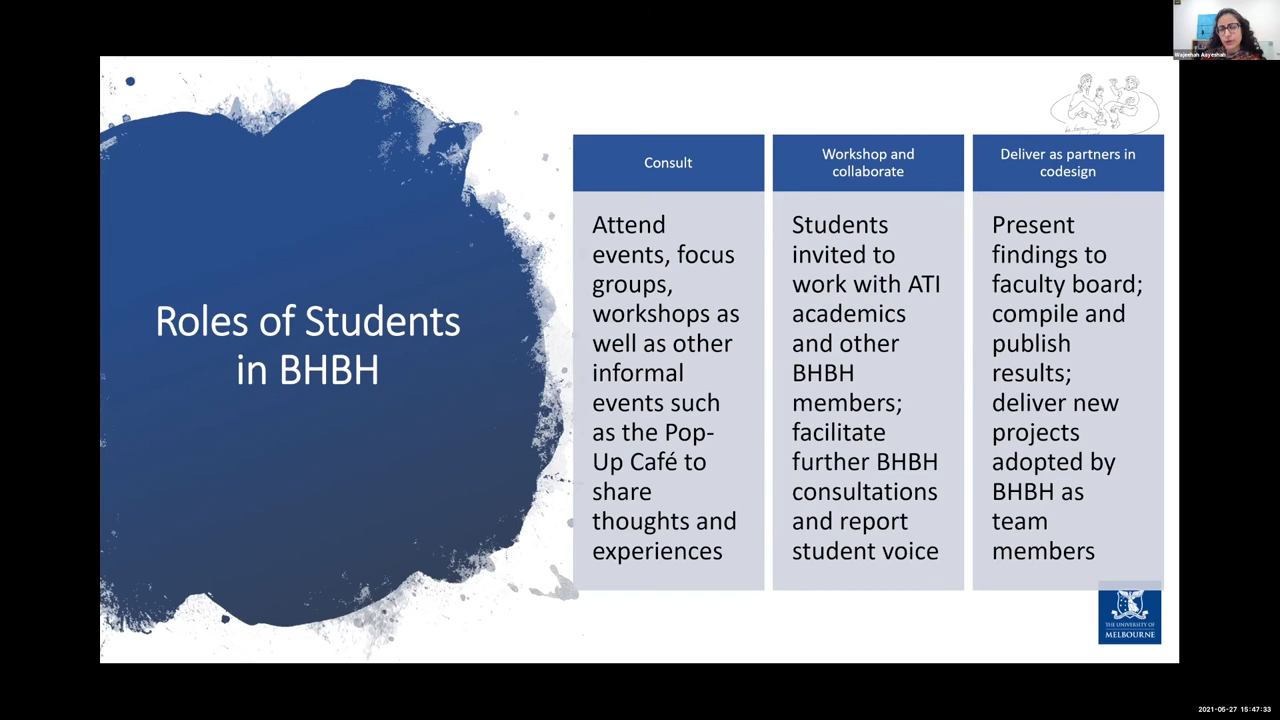 Wajeehah Aayeshah
Roles of Students
in BHBH
Consult
Attend
events, focus
groups,
workshops as
well as other
informal
events such
as the Pop-
Up Café to
share
thoughts and
experiences
Workshop and
collaborate
Students
invited to
work with ATI
academics
and other
BHBH
members;
facilitate
further BHBH
consultations
and report
student voice
Deliver as partners in
codesign
Present
findings to
faculty board;
compile and
publish
results;
deliver new
projects
adopted by
BHBH as
team
members
THE UNIVERSITY OF
MELBOURNE
2021-05-27 15:47:33